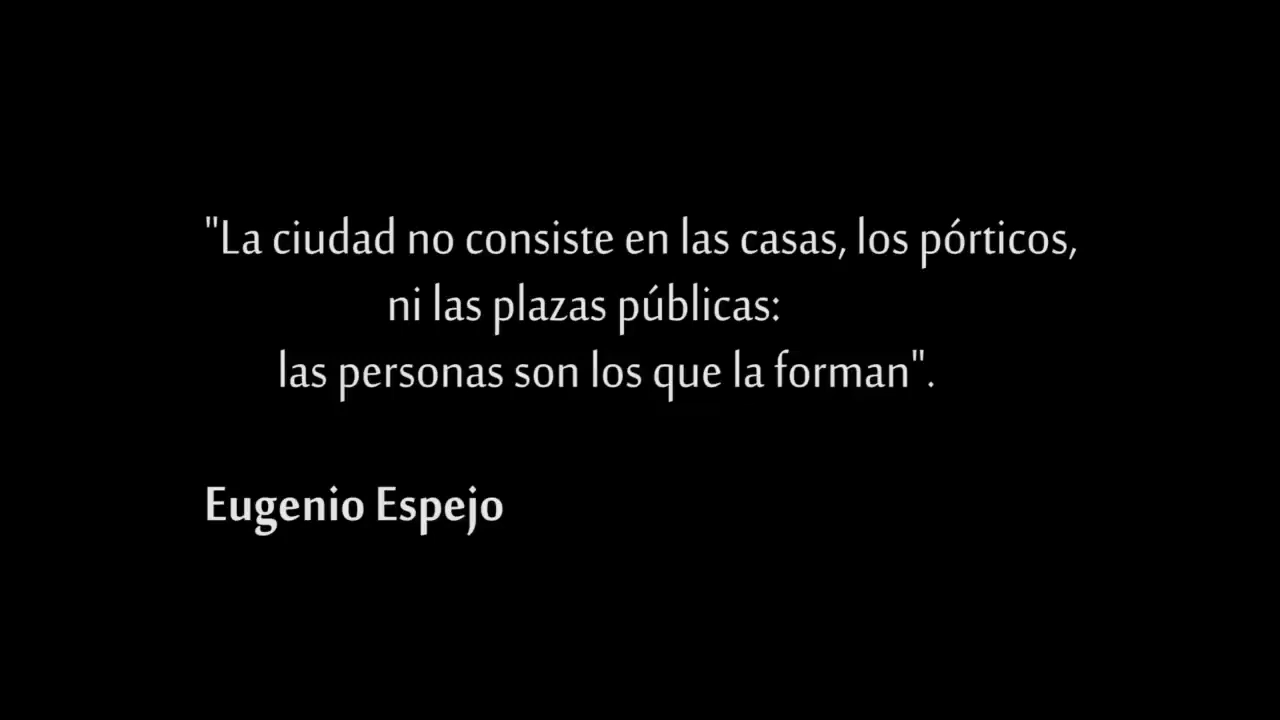 "La ciudad no consiste en las casas, los pórticos,
ni las plazas públicas:
las personas son los que la forman".
Eugenio Espejo